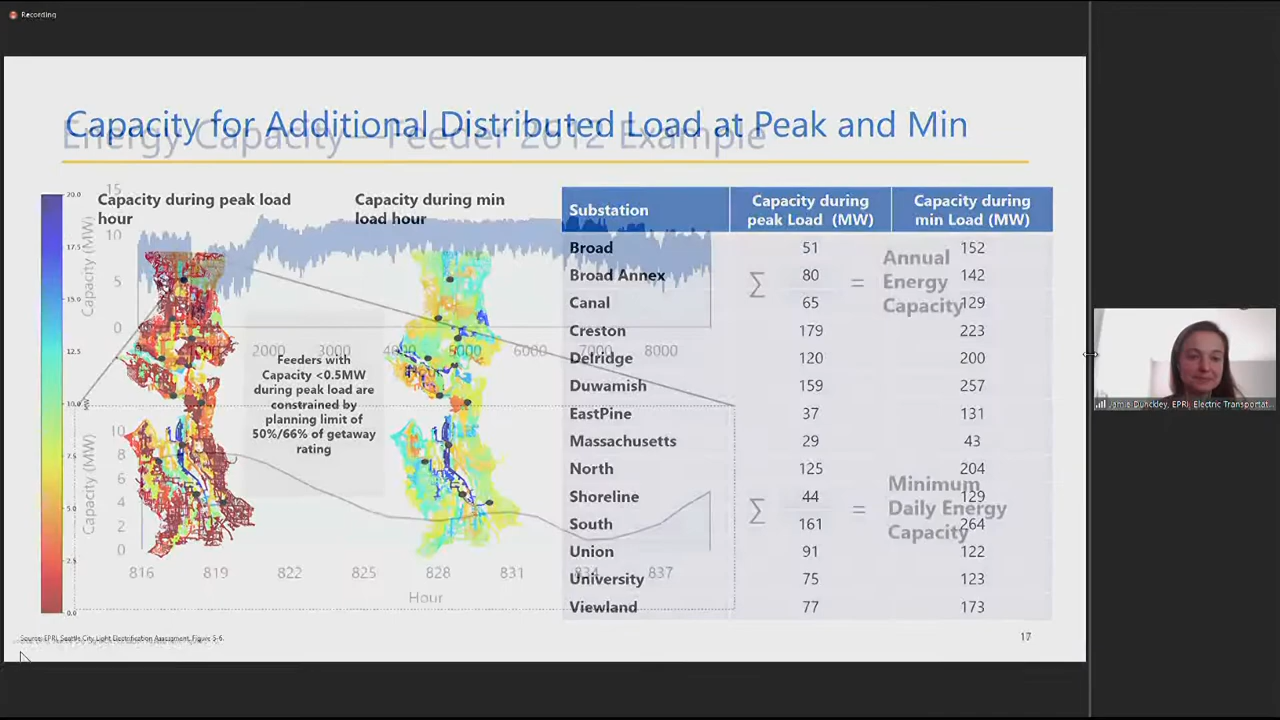 Recording
Capacity for Additional Distributed Load at Peak and Min
Energy Capacity – Feeder 2612 Example
Capacity during peak load
hour
Capacity during min
load hour
20.0
17.5
15.0
12.5
10.0
7.5
5.0
2.5
0.0
MW
Capacity (MW)
15
10
5
0
2000
3000
4000
5000
6000
7000
8000
Feeders with
Capacity <0.5MW
during peak load are
constrained by
planning limit of
50%/66% of getaway
rating
Capacity (MW)
10
8
6
4
2
0
816
819
822
825
828
831
834
837
Hour
Substation
Capacity during
peak Load (MW)
Capacity during
min Load (MW)
Broad 51 152
Broad Annex 80 142
Canal 65 129
Creston 179 223
Delridge 120 200
Duwamish 159 257
EastPine 37 131
Massachusetts 29 43
North 125 204
Shoreline 44 129
South 161 264
Union 91 122
University 75 123
Viewland 77 173
∑ = Annual
Energy
Capacity
∑ = Minimum
Daily Energy
Capacity
Source: EPRI, Seattle City Light Electrification Assessment, Figure 5-6.
17
Jamie Dunckley, EPRI, Electric Transportat...